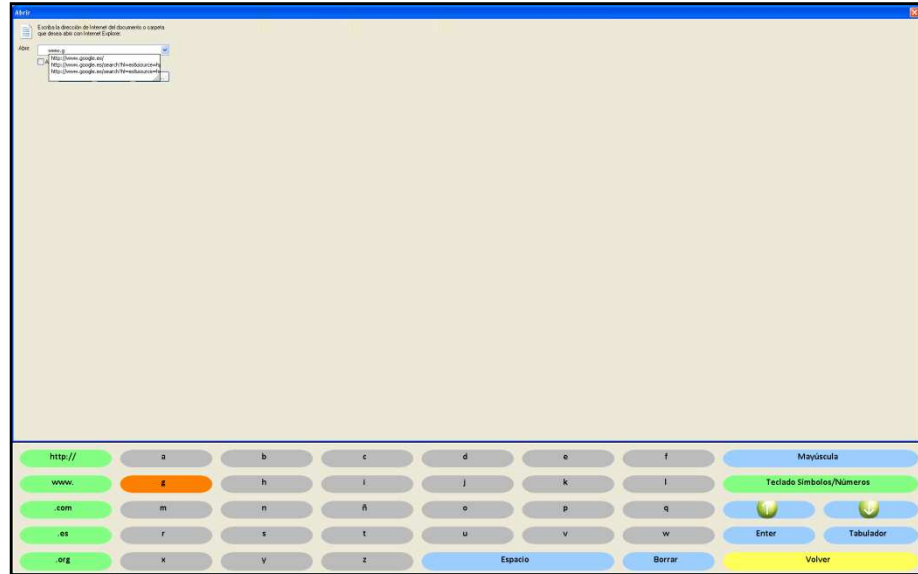 Abrir
Escriba la dirección de Internet del documento o carpeta
que desea abrir con Internet Explorer.
Abrir
www.g
http://www.google.es/
http://www.google.es/search?hl=es&source=h
http://www.google.es/search?hl=es&source=h
http:// a b c d e f Mayúscula
www. g h i j k l Teclado Símbolos/Números
.com m n ñ o p q
.es r s t u v w Enter Tabulador
.org x y z Espacio Borrar Volver